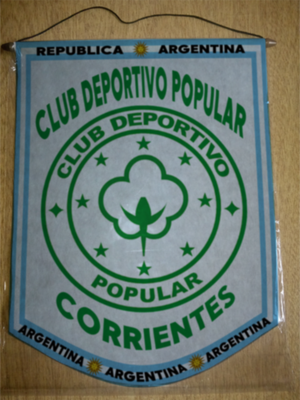 REPUBLICA ARGENTINA
CLUB DEPORTIVO POPULAR
CLUB DEPORTIVO
POPULAR
CORRIENTES
ARGENTINA ARGENTINA ARGENTINA